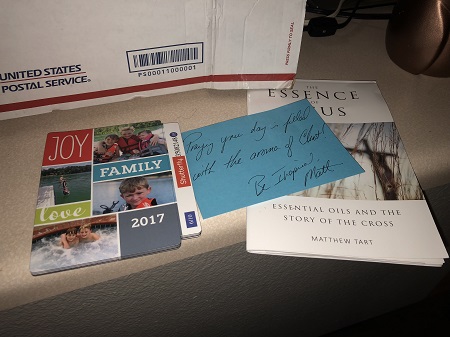 UNITED STATES
POSTAL SERVICE®
PS00011000001
JOY
FAMILY
love
2017
Shutterfly
Praying your day is filled
with the aroma of Christ!
Be Inspired
Matt
THE
ESSENCE
ESSENTIAL OILS AND THE
STORY OF THE CROSS
MATTHEW TART